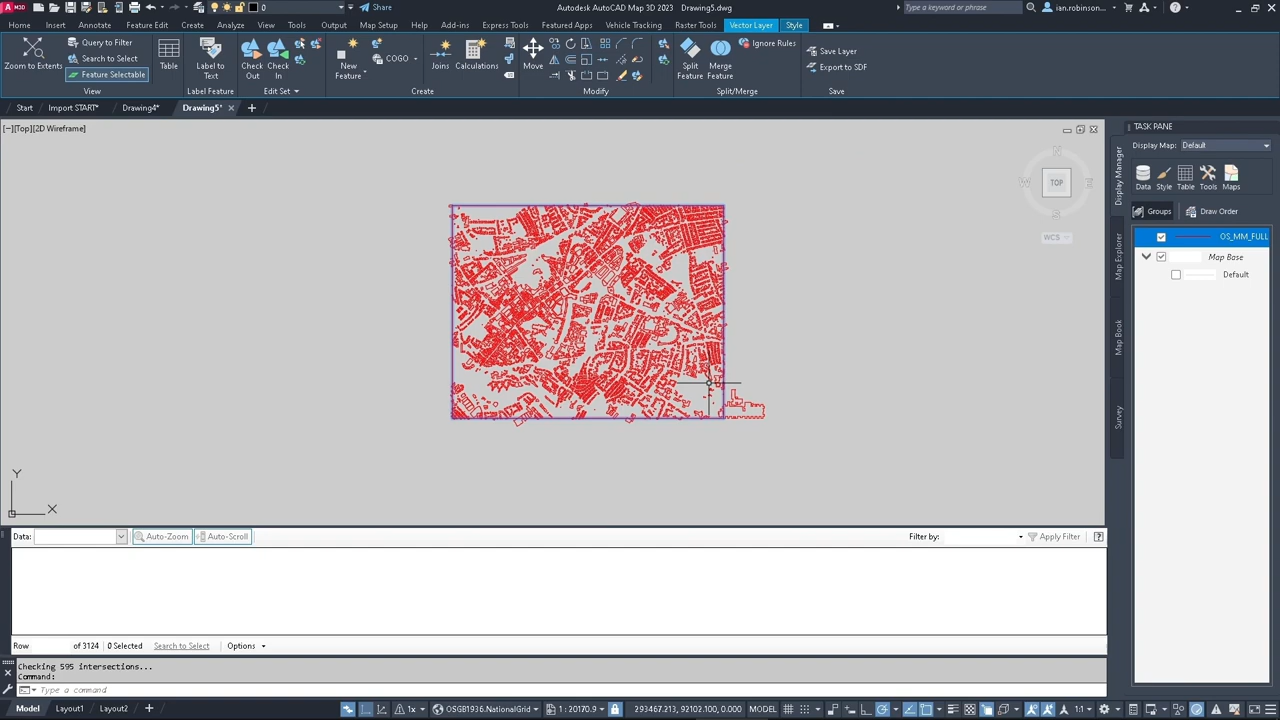 M3D
0
Share
Autodesk AutoCAD Map 3D 2023 Drawing5.dwg
Type a keyword or phrase
ian.robinson...
Home Insert Annotate Feature Edit Create Analyze View Tools Output Map Setup Help Add-ins Express Tools Featured Apps Vehicle Tracking Raster Tools Vector Layer Style
Zoom to Extents
Query to Filter
Search to Select
Feature Selectable
Table
Label to Text
Check Out
Check In
New Feature
COGO
Joins
Calculations
Move
Split Feature
Merge Feature
Ignore Rules
Save Layer
Export to SDF
View Label Feature Edit Set Create Modify Split/Merge Save
Start Import START* Drawing4* Drawing5*
[−][Top][2D Wireframe]
N
W TOP E
S
WCS
Y
X
TASK PANE
Display Map: Default
Data Style Table Tools Maps
Groups Draw Order
OS_MM_FULL
Map Base
Default
Display Manager
Map Explorer
Map Book
Survey
Data: Auto-Zoom Auto-Scroll Filter by: Apply Filter
Row of 3124 0 Selected Search to Select Options
Checking 595 intersections...
Command:
Type a command
Model Layout1 Layout2 1x OSGB1936.NationalGrid 1 : 20170.9 293467.213, 92102.100, 0.000 MODEL 1:1